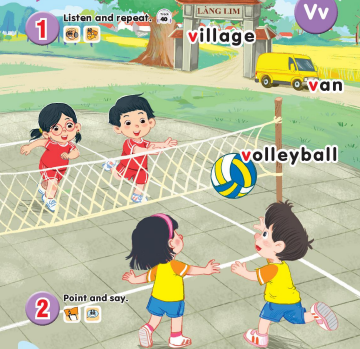 Vv
1 Listen and repeat.
40
LÀNG LIM
village
van
volleyball
2 Point and say.